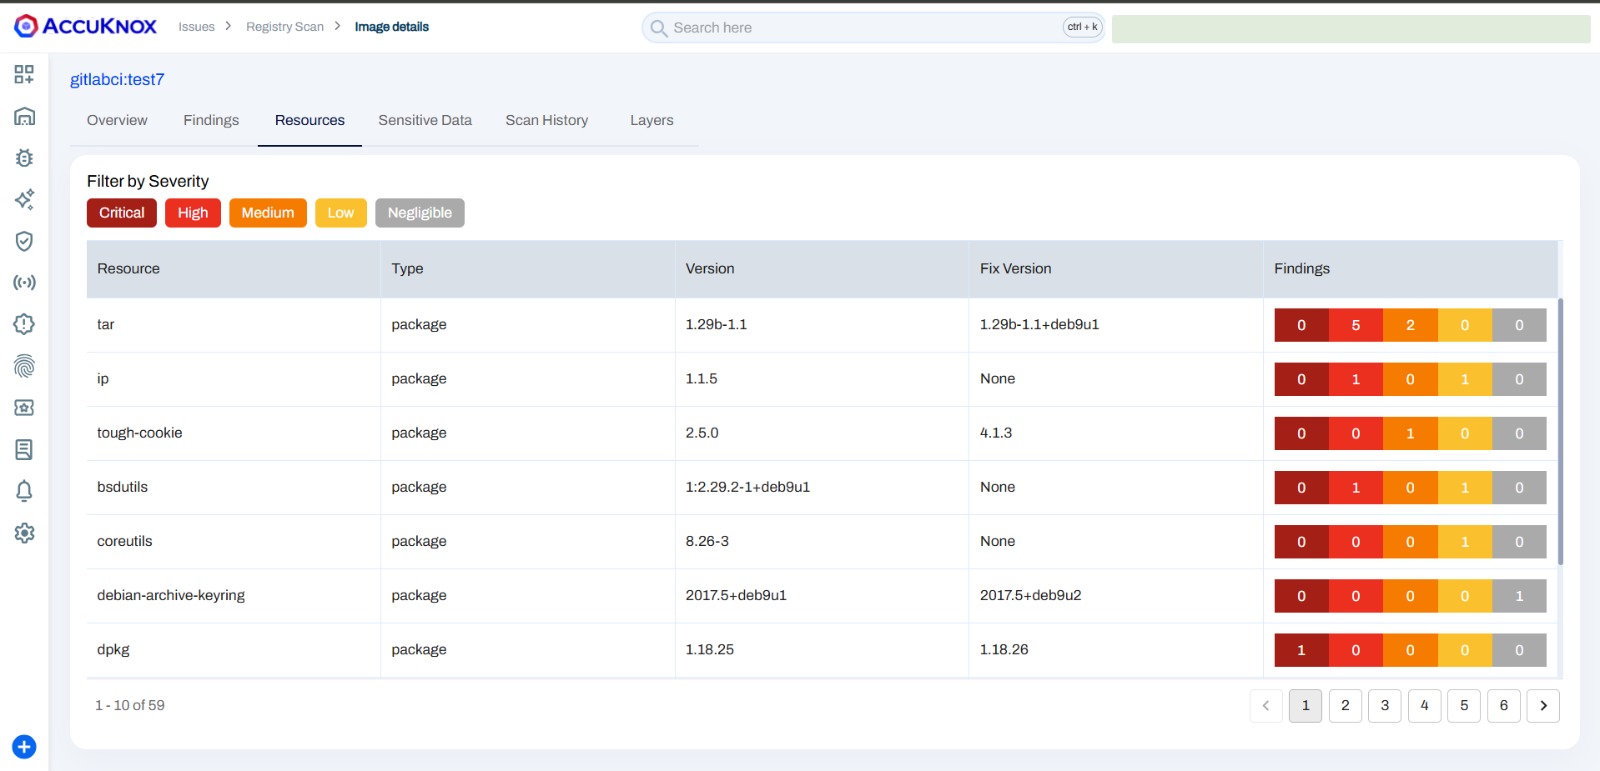 ACCUKNOX Issues > Registry Scan > Image details Search here ctrl + k
gitlabci:test7
Overview Findings Resources Sensitive Data Scan History Layers
Filter by Severity
Critical High Medium Low Negligible
Resource Type Version Fix Version Findings
tar package 1.29b-1.1 1.29b-1.1+deb9u1 0 5 2 0 0
ip package 1.1.5 None 0 1 0 1 0
tough-cookie package 2.5.0 4.1.3 0 0 1 0 0
bsdutils package 1:2.29.2-1+deb9u1 None 0 1 0 1 0
coreutils package 8.26-3 None 0 0 0 1 0
debian-archive-keyring package 2017.5+deb9u1 2017.5+deb9u2 0 0 0 0 1
dpkg package 1.18.25 1.18.26 1 0 0 0 0
1 - 10 of 59 < 1 2 3 4 5 6 >